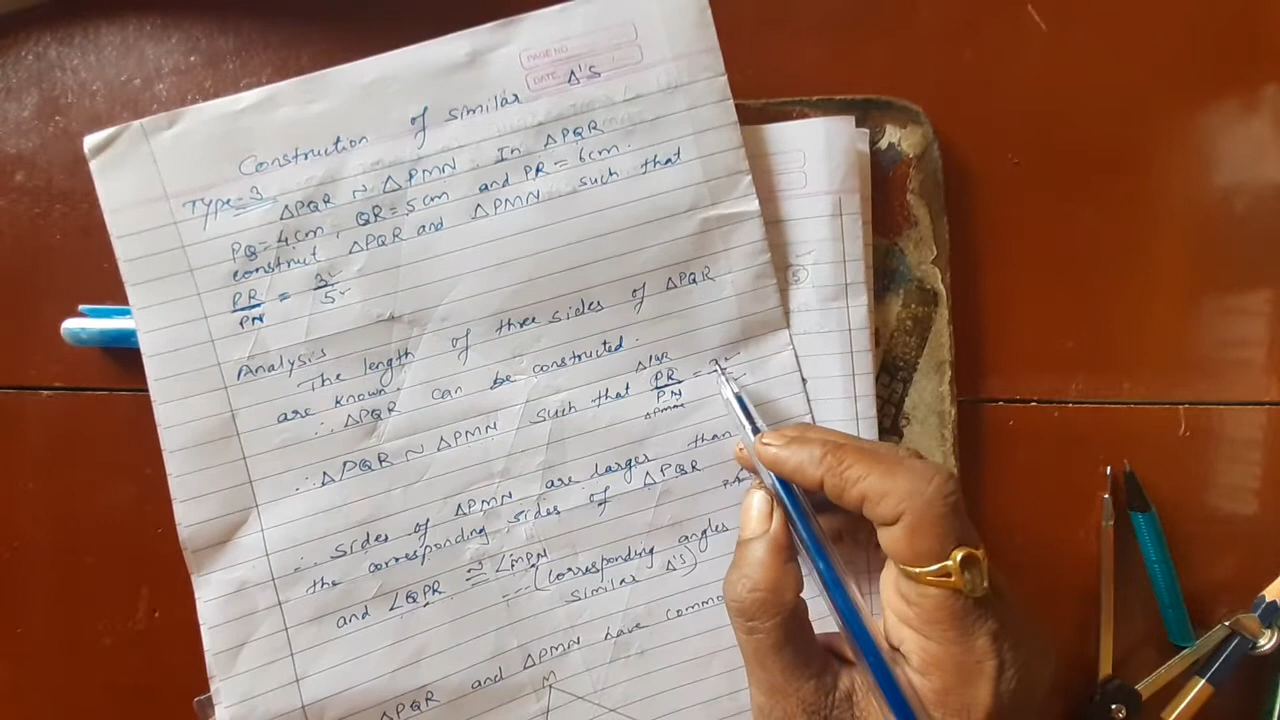 PAGE NO
DATE
Construction of similar Δ'S
Type-3
ΔPQR ~ ΔPMN. In ΔPQR
PQ=4cm, QR=5cm and PR=6cm.
construct ΔPQR and ΔPMN such that
PR/PN = 3/5
5
Analysis
The length of three sides of ΔPQR
are known
∴ ΔPQR can be constructed.
∴ ΔPQR ~ ΔPMN such that ΔPQR PR/PN ΔPMN =
∴ sides of ΔPMN are larger than
the corresponding sides of ΔPQR
and ∠QPR ≅ ∠MPN
---(corresponding angles
similar Δ'S)
ΔPQR and ΔPMN have commo
M